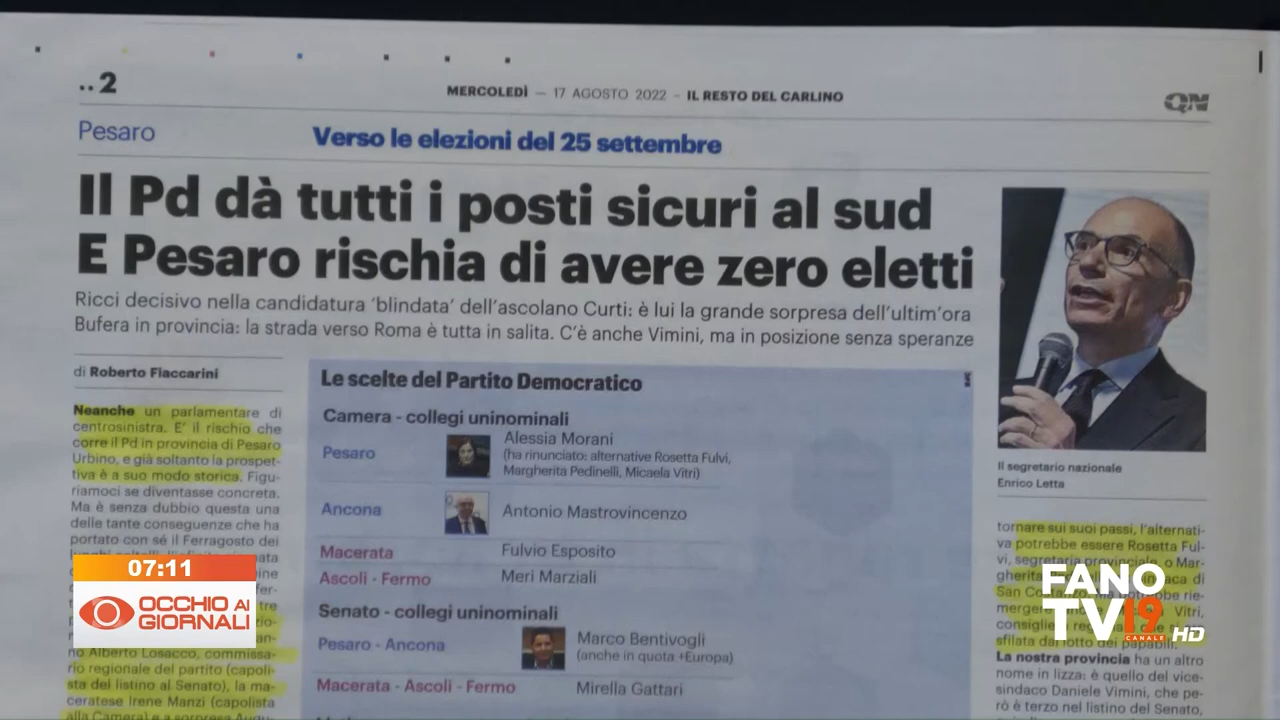 ..2
MERCOLEDÌ — 17 AGOSTO 2022 – IL RESTO DEL CARLINO
QN
Pesaro
Verso le elezioni del 25 settembre
Il Pd dà tutti i posti sicuri al sud
E Pesaro rischia di avere zero eletti
Ricci decisivo nella candidatura ‘blindata’ dell’ascolano Curti: è lui la grande sorpresa dell’ultim’ora
Bufera in provincia: la strada verso Roma è tutta in salita. C’è anche Vimini, ma in posizione senza speranze
di Roberto Fiaccarini
Neanche un parlamentare di
centrosinistra. E’ il rischio che
corre il Pd in provincia di Pesaro
Urbino, e già soltanto la prospet-
tiva è a suo modo storica. Figu-
riamoci se diventasse concreta.
Ma è senza dubbio questa una
delle tante conseguenze che ha
portato con sé il Ferragosto dei
no Alberto Losacco, commissa-
rio regionale del partito (capoli-
sta del listino al Senato), la ma-
ceratese Irene Manzi (capolista
alla Camera) e a sorpresa Augu-
Le scelte del Partito Democratico
Camera - collegi uninominali
Pesaro
Alessia Morani
(ha rinunciato: alternative Rosetta Fulvi,
Margherita Pedinelli, Micaela Vitri)
Ancona
Antonio Mastrovincenzo
Macerata
Fulvio Esposito
Ascoli - Fermo
Meri Marziali
Senato - collegi uninominali
Pesaro - Ancona
Marco Bentivogli
(anche in quota +Europa)
Macerata - Ascoli - Fermo
Mirella Gattari
Il segretario nazionale
Enrico Letta
tornare sui suoi passi, l’alternati-
va potrebbe essere Rosetta Ful-
vi, segretaria provinciale, o Mar-
sfilata dal lotto dei papabili.
La nostra provincia ha un altro
nome in lizza: è quello del vice-
sindaco Daniele Vimini, che pe-
rò è terzo nel listino del Senato,
07:11
OCCHIO AI
GIORNALI
FANO
TV19
CANALE HD